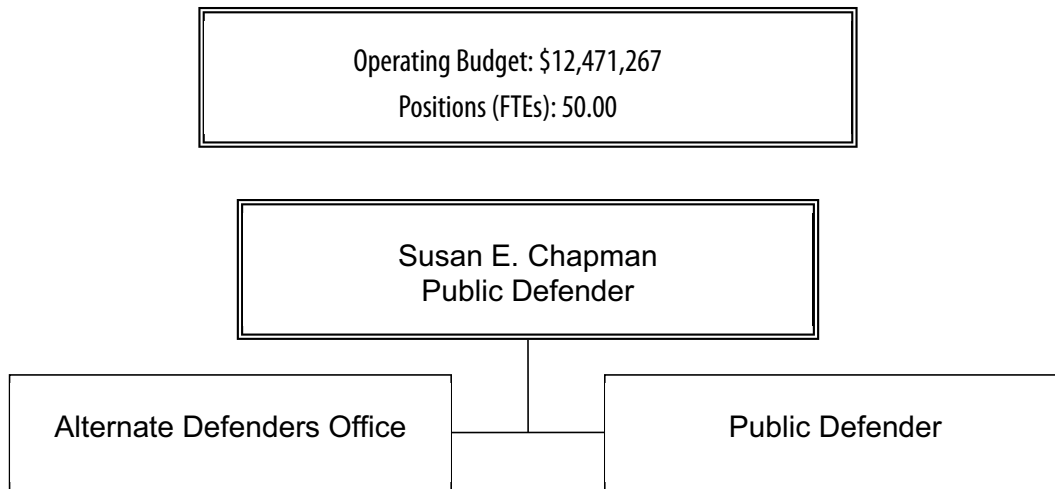 Operating Budget: $12,471,267
Positions (FTEs): 50.00
Susan E. Chapman
Public Defender
Alternate Defenders Office
Public Defender